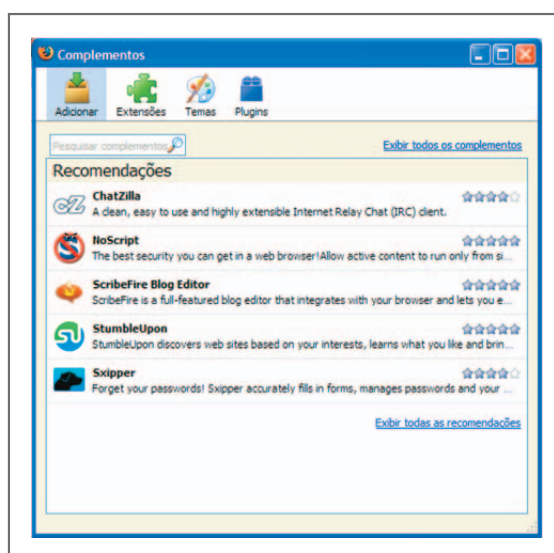 Complementos
Adicionar Extensões Temas Plugins
Pesquisar complementos Exibir todos os complementos
Recomendações
ChatZilla
A clean, easy to use and highly extensible Internet Relay Chat (IRC) client.
NoScript
The best security you can get in a web browser!Allow active content to run only from si...
ScribeFire Blog Editor
ScribeFire is a full-featured blog editor that integrates with your browser and lets you e...
StumbleUpon
StumbleUpon discovers web sites based on your interests, learns what you like and brin...
Sxipper
Forget your passwords! Sxipper accurately fills in forms, manages passwords and your ...
Exibir todas as recomendações